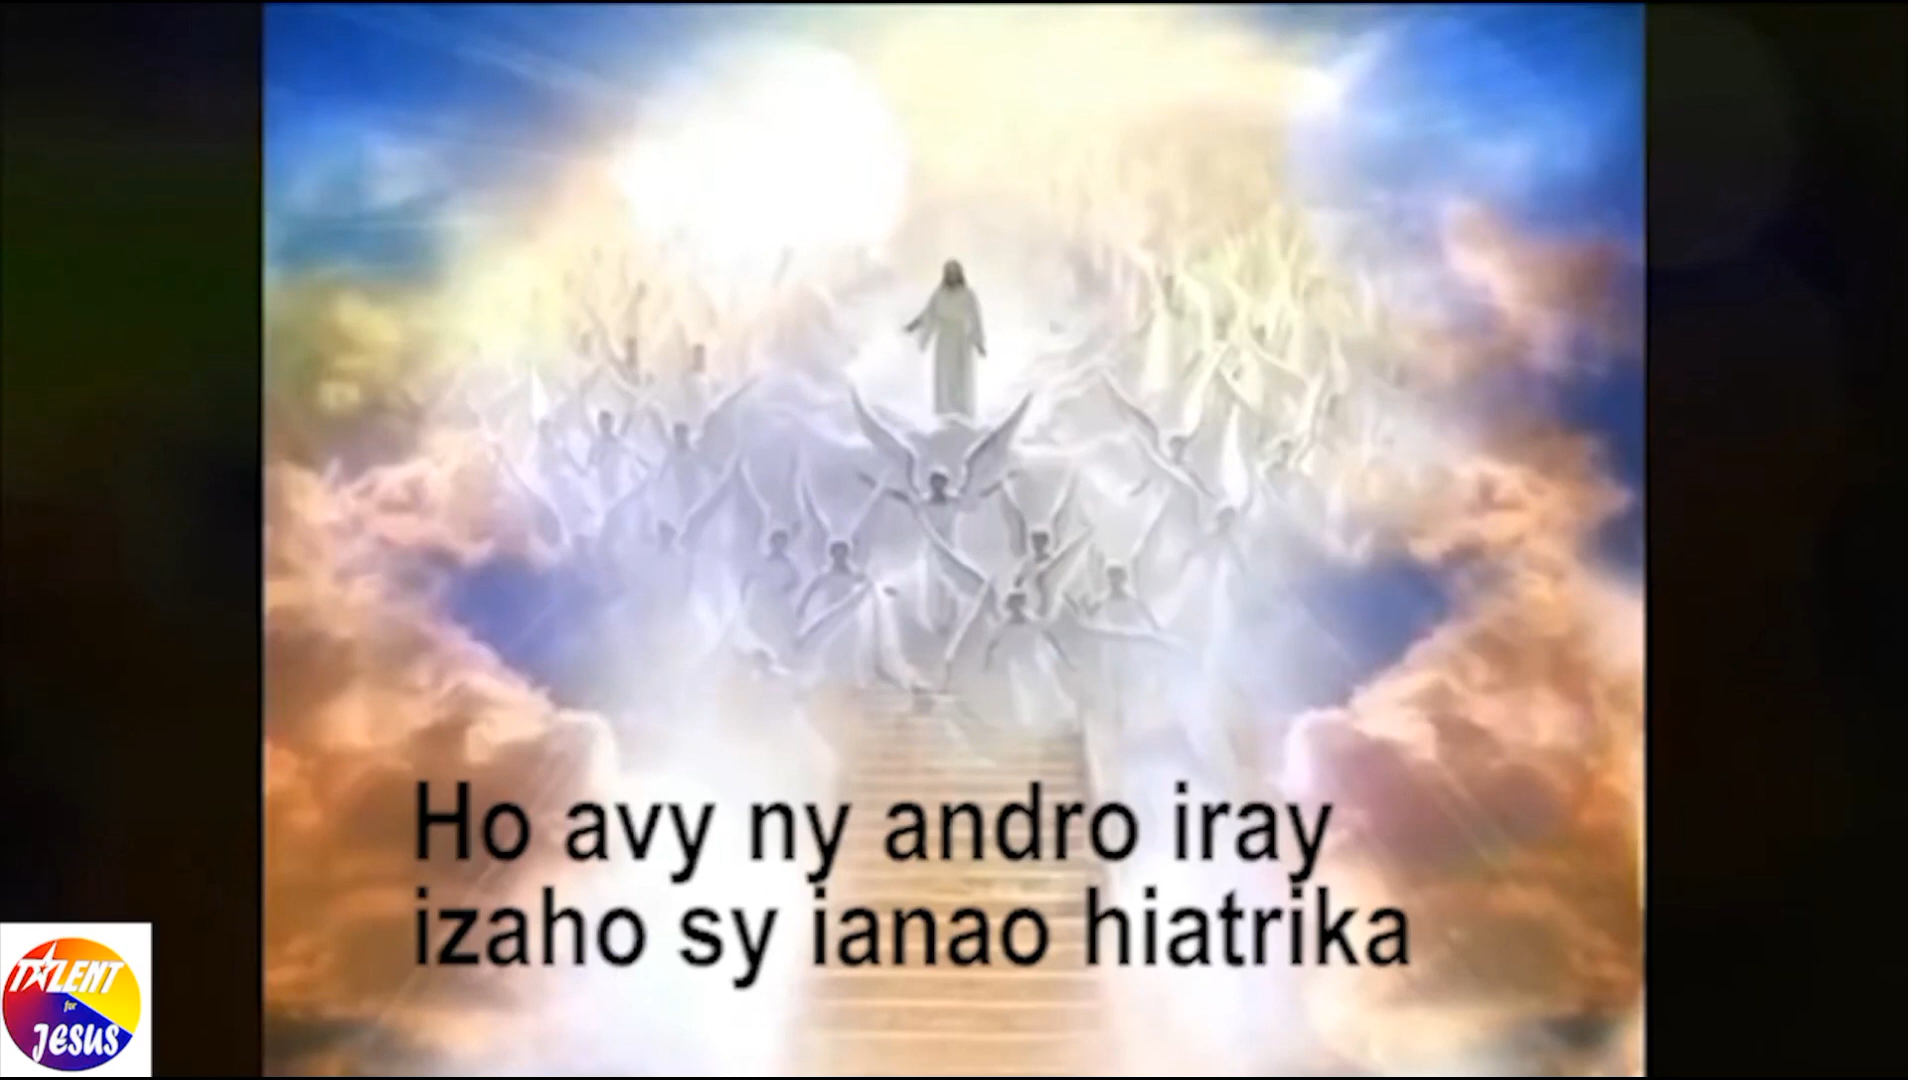 Ho avy ny andro iray
izaho sy ianao hiatrika
TALENT
for
JESUS